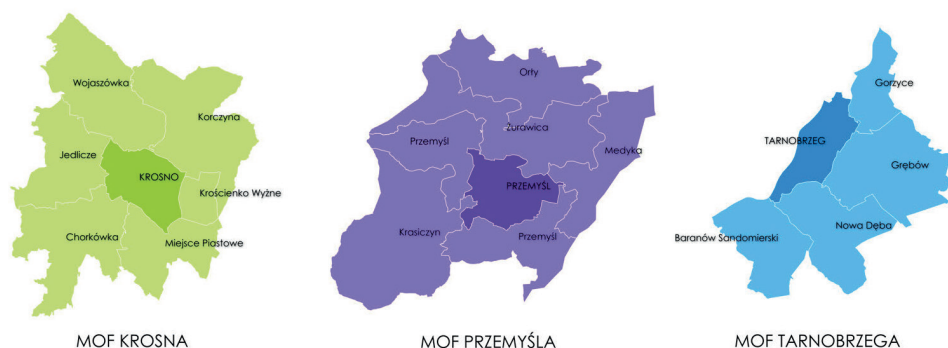 Wojaszówka
Korczyna
Jedlicze
KROSNO
Krościenko Wyżne
Chorkówka
Miejsce Piastowe
MOF KROSNA
Orły
Żurawica
Przemyśl
Medyka
PRZEMYŚL
Krasiczyn
Przemyśl
MOF PRZEMYŚLA
Gorzyce
TARNOBRZEG
Grębów
Nowa Dęba
Baranów Sandomierski
MOF TARNOBRZEGA